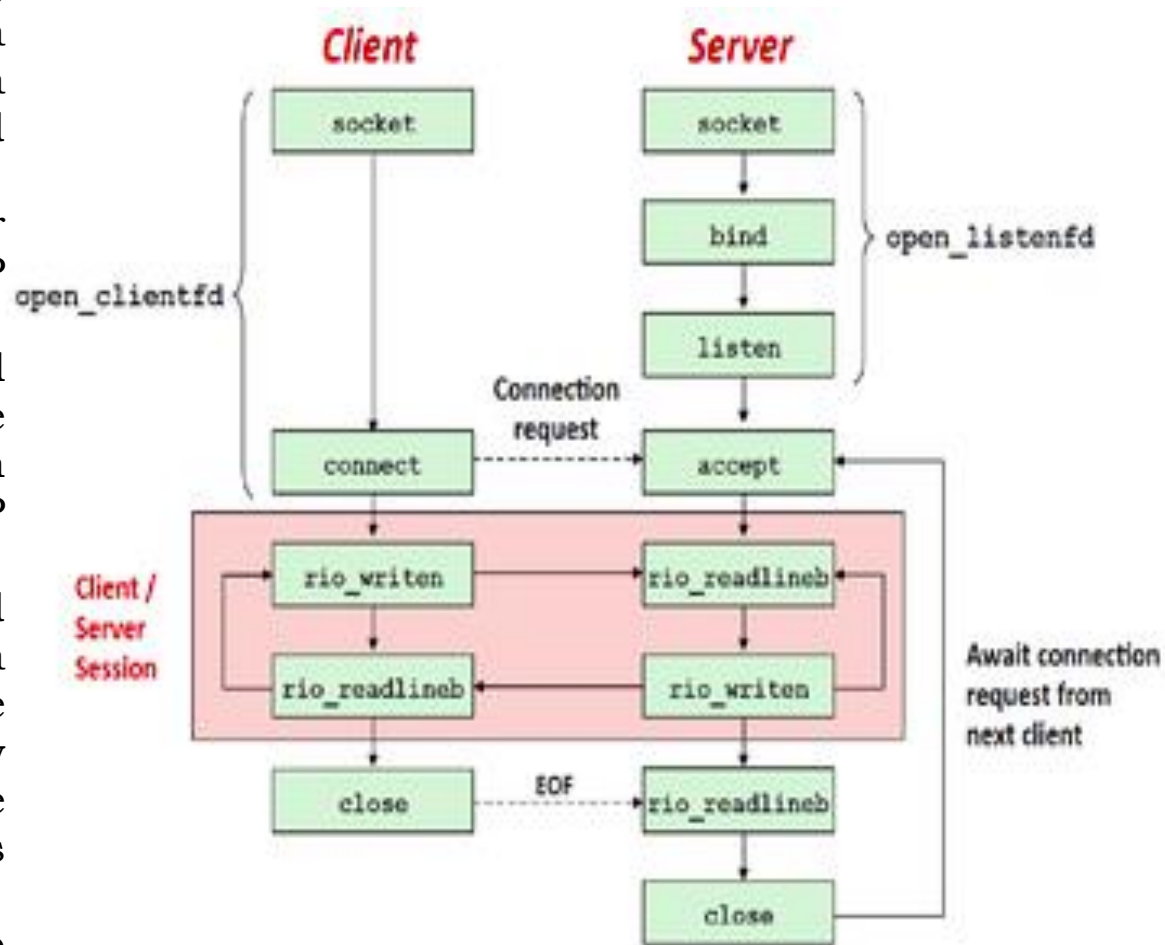 Client
Server
socket
socket
bind
open_listenfd
open_clientfd
listen
Connection
request
connect
accept
Client /
Server
Session
rio_writen
rio_readlineb
rio_readlineb
rio_writen
Await connection
request from
next client
close
EOF
rio_readlineb
close